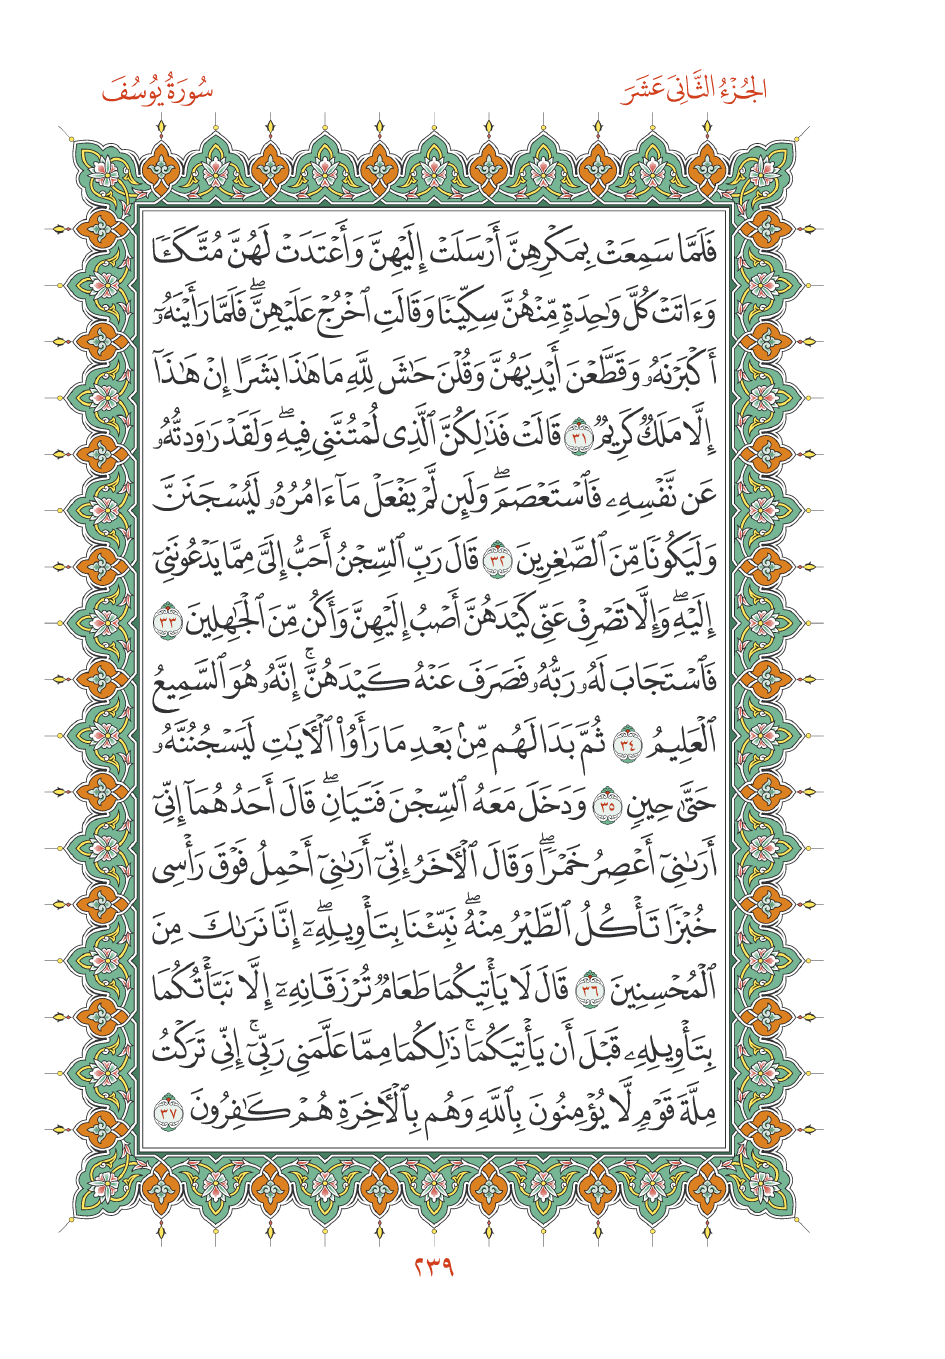 الجُزْءُ الثَّانِىَ عَشَرَ
سُورَةُ يُوسُفَ
فَلَمَّا سَمِعَتْ بِمَكْرِهِنَّ أَرْسَلَتْ إِلَيْهِنَّ وَأَعْتَدَتْ لَهُنَّ مُتَّكَـًٔا
وَءَاتَتْ كُلَّ وَٰحِدَةٍ مِّنْهُنَّ سِكِّينًا وَقَالَتِ ٱخْرُجْ عَلَيْهِنَّۖ فَلَمَّا رَأَيْنَهُۥٓ
أَكْبَرْنَهُۥ وَقَطَّعْنَ أَيْدِيَهُنَّ وَقُلْنَ حَٰشَ لِلَّهِ مَا هَٰذَا بَشَرًا إِنْ هَٰذَآ
إِلَّا مَلَكٌ كَرِيمٌ ٣١ قَالَتْ فَذَٰلِكُنَّ ٱلَّذِى لُمْتُنَّنِى فِيهِۖ وَلَقَدْ رَٰوَدتُّهُۥ
عَن نَّفْسِهِۦ فَٱسْتَعْصَمَۖ وَلَئِن لَّمْ يَفْعَلْ مَآ ءَامُرُهُۥ لَيُسْجَنَنَّ
وَلَيَكُونًا مِّنَ ٱلصَّٰغِرِينَ ٣٢ قَالَ رَبِّ ٱلسِّجْنُ أَحَبُّ إِلَىَّ مِمَّا يَدْعُونَنِىٓ
إِلَيْهِۖ وَإِلَّا تَصْرِفْ عَنِّى كَيْدَهُنَّ أَصْبُ إِلَيْهِنَّ وَأَكُن مِّنَ ٱلْجَٰهِلِينَ ٣٣
فَٱسْتَجَابَ لَهُۥ رَبُّهُۥ فَصَرَفَ عَنْهُ كَيْدَهُنَّۚ إِنَّهُۥ هُوَ ٱلسَّمِيعُ
ٱلْعَلِيمُ ٣٤ ثُمَّ بَدَا لَهُم مِّنۢ بَعْدِ مَا رَأَوُا۟ ٱلْءَايَٰتِ لَيَسْجُنُنَّهُۥ
حَتَّىٰ حِينٍ ٣٥ وَدَخَلَ مَعَهُ ٱلسِّجْنَ فَتَيَانِۖ قَالَ أَحَدُهُمَآ إِنِّىٓ
أَرَىٰنِىٓ أَعْصِرُ خَمْرًاۖ وَقَالَ ٱلْءَاخَرُ إِنِّىٓ أَرَىٰنِىٓ أَحْمِلُ فَوْقَ رَأْسِى
خُبْزًا تَأْكُلُ ٱلطَّيْرُ مِنْهُۖ نَبِّئْنَا بِتَأْوِيلِهِۦٓۖ إِنَّا نَرَىٰكَ مِنَ
ٱلْمُحْسِنِينَ ٣٦ قَالَ لَا يَأْتِيكُمَا طَعَامٌ تُرْزَقَانِهِۦٓ إِلَّا نَبَّأْتُكُمَا
بِتَأْوِيلِهِۦ قَبْلَ أَن يَأْتِيَكُمَاۚ ذَٰلِكُمَا مِمَّا عَلَّمَنِى رَبِّىٓۚ إِنِّى تَرَكْتُ
مِلَّةَ قَوْمٍ لَّا يُؤْمِنُونَ بِٱللَّهِ وَهُم بِٱلْءَاخِرَةِ هُمْ كَٰفِرُونَ ٣٧
٢٣٩